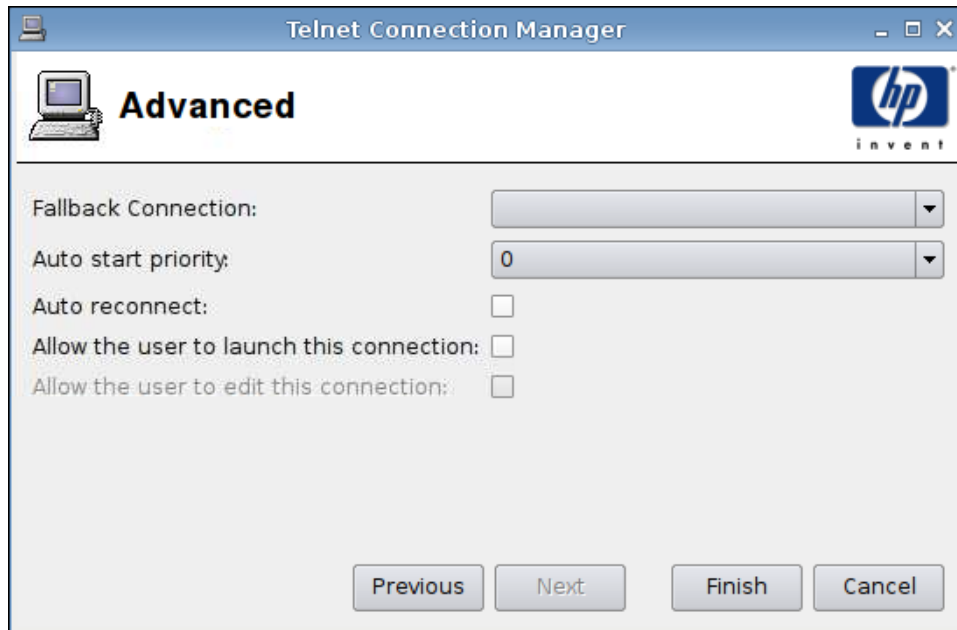 Telnet Connection Manager
Advanced
hp
invent
Fallback Connection:
Auto start priority: 0
Auto reconnect:
Allow the user to launch this connection:
Allow the user to edit this connection:
Previous Next Finish Cancel